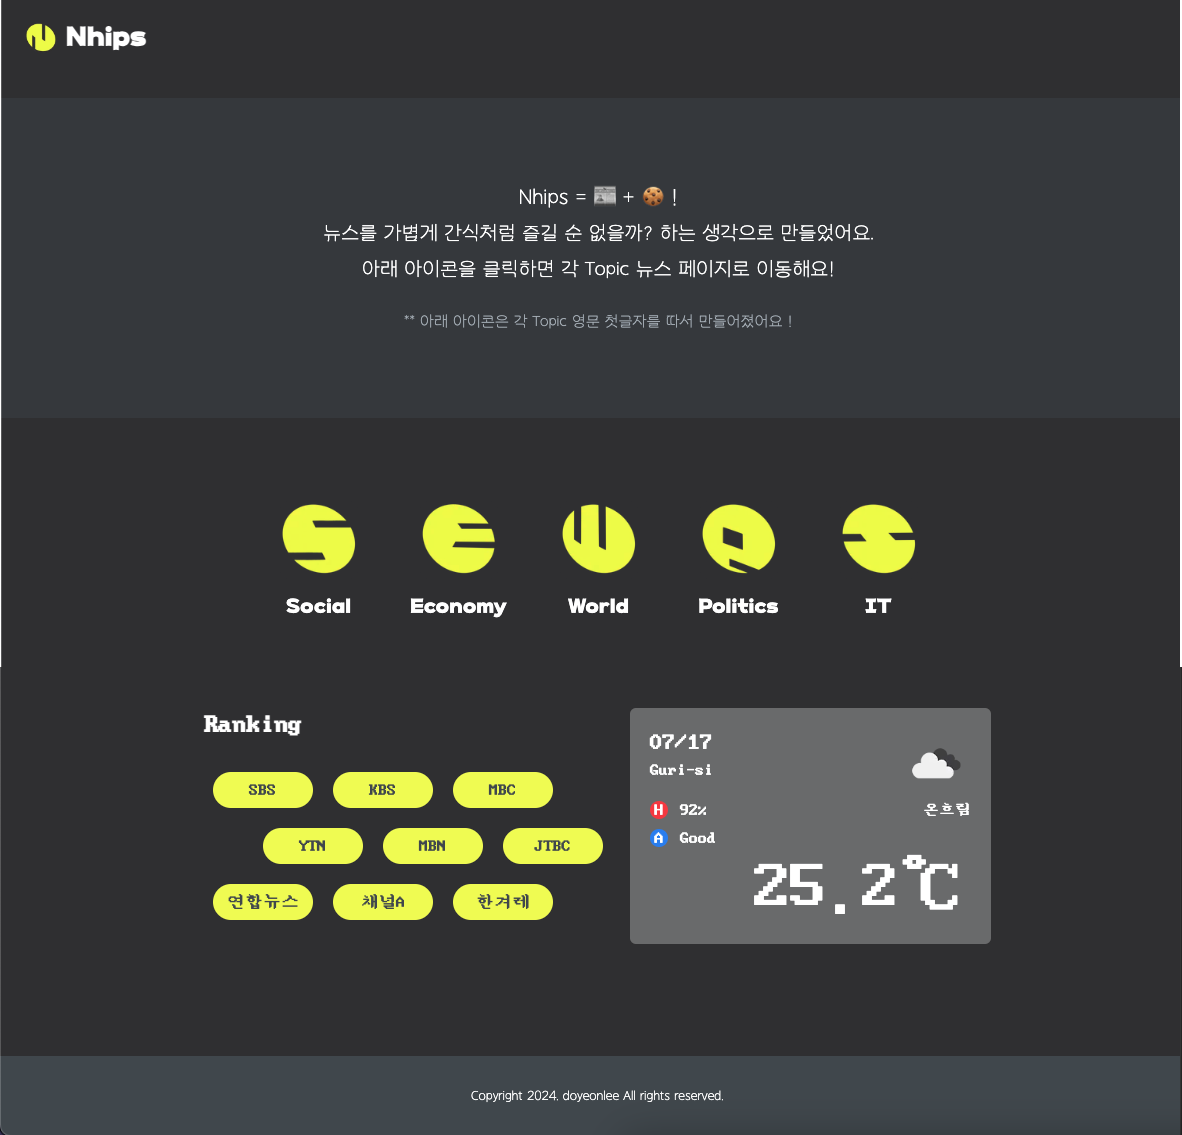 Nhips
Nhips = 📰 + 🍪 !
뉴스를 가볍게 간식처럼 즐길 순 없을까? 하는 생각으로 만들었어요.
아래 아이콘을 클릭하면 각 Topic 뉴스 페이지로 이동해요!
** 아래 아이콘은 각 Topic 영문 첫글자를 따서 만들어졌어요 !
Social Economy World Politics IT
Ranking
SBS KBS MBC
YTN MBN JTBC
연합뉴스 채널A 한겨레
07/17
Guri-si
H 92%
온흐림
A Good
25.2℃
Copyright 2024. doyeonlee All rights reserved.